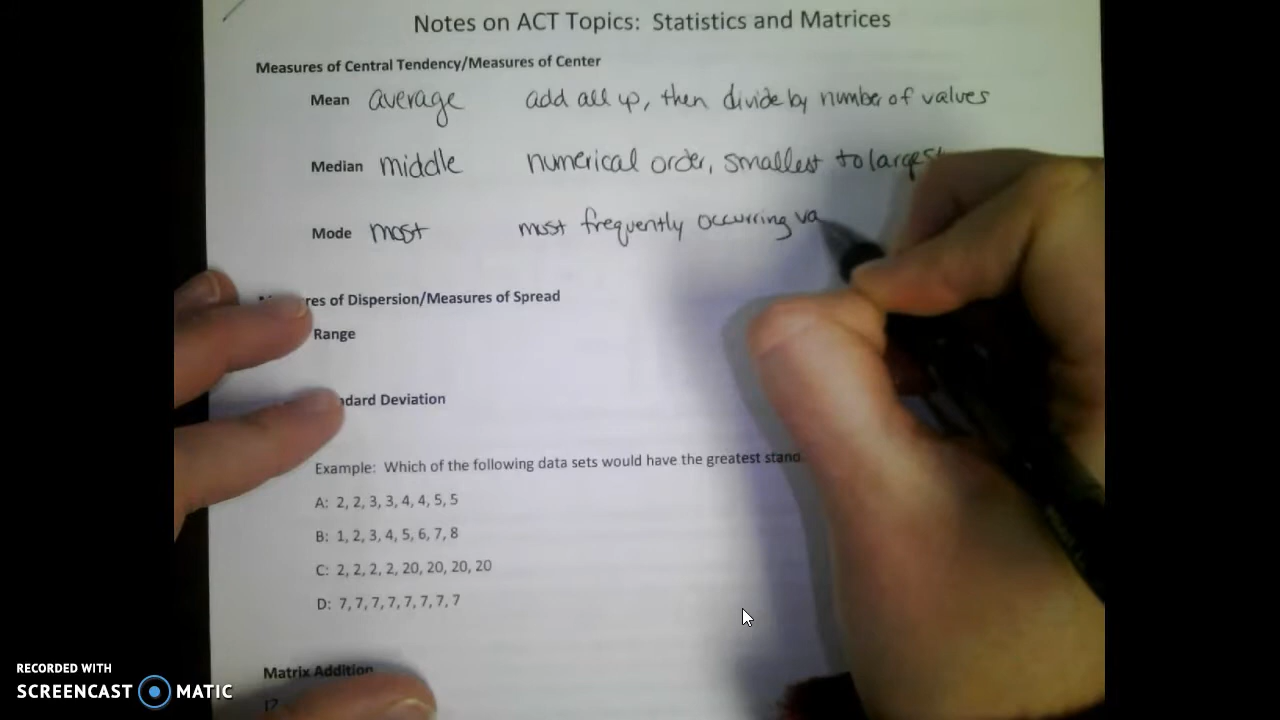 Notes on ACT Topics: Statistics and Matrices
Measures of Central Tendency/Measures of Center
Mean average add all up, then divide by number of values
Median middle numerical order, smallest to largest
Mode most most frequently occurring va
res of Dispersion/Measures of Spread
Range
ndard Deviation
Example: Which of the following data sets would have the greatest stand
A: 2, 2, 3, 3, 4, 4, 5, 5
B: 1, 2, 3, 4, 5, 6, 7, 8
C: 2, 2, 2, 2, 20, 20, 20, 20
D: 7, 7, 7, 7, 7, 7, 7, 7
Matrix Addition
RECORDED WITH
SCREENCAST MATIC